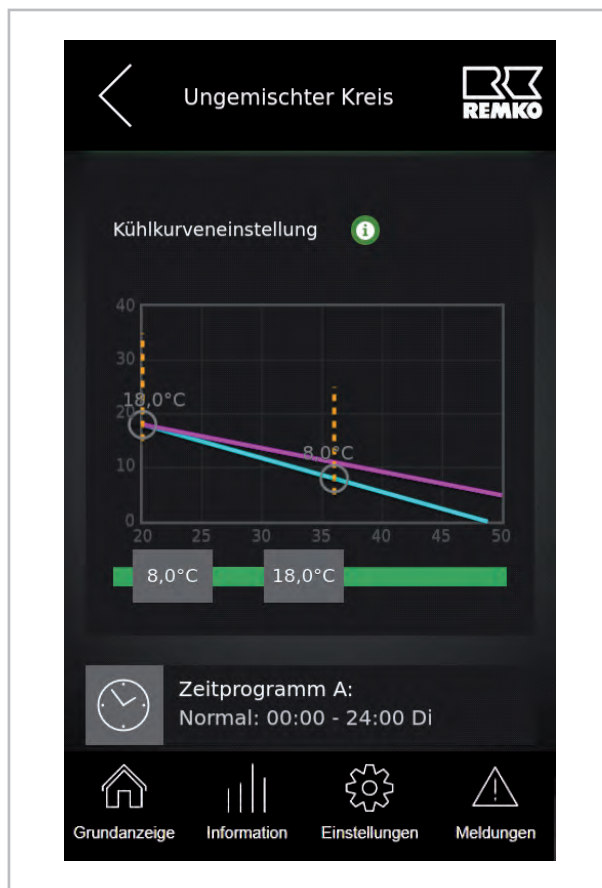 Ungemischter Kreis
REMKO
Kühlkurveneinstellung
40
30
18,0°C
20
8,0°C
10
0
20 25 30 35 40 45 50
8,0°C 18,0°C
Zeitprogramm A:
Normal: 00:00 - 24:00 Di
Grundanzeige Information Einstellungen Meldungen